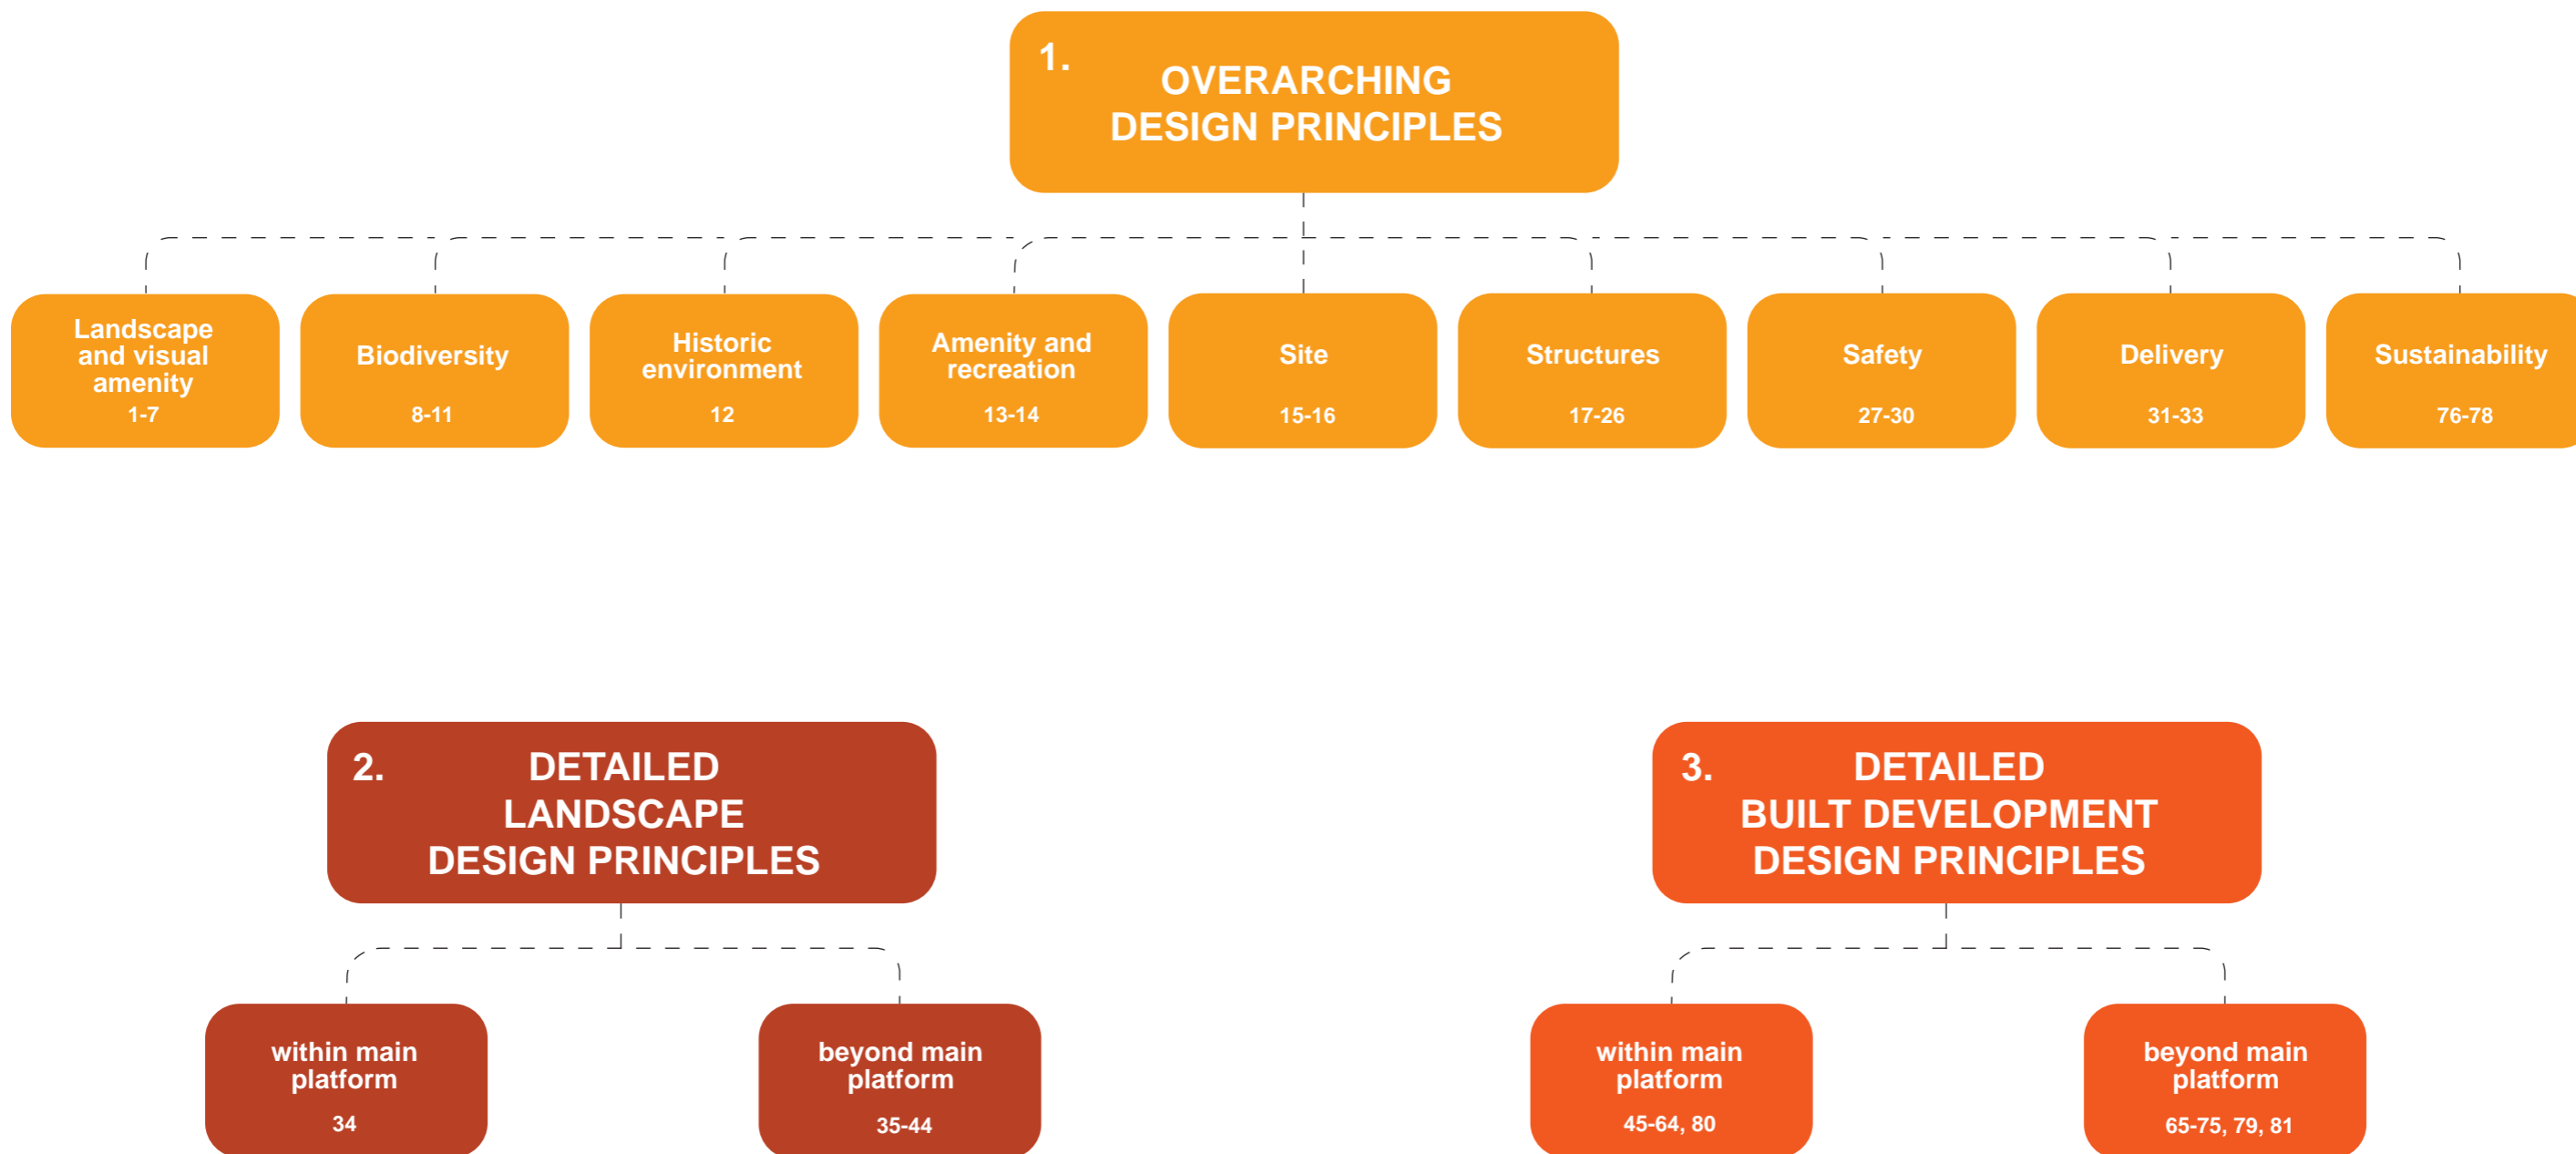 1.
OVERARCHING
DESIGN PRINCIPLES
Landscape
and visual
amenity
1-7
Biodiversity
8-11
Historic
environment
12
Amenity and
recreation
13-14
Site
15-16
Structures
17-26
Safety
27-30
Delivery
31-33
Sustainability
76-78
2.
DETAILED
LANDSCAPE
DESIGN PRINCIPLES
within main
platform
34
beyond main
platform
35-44
3.
DETAILED
BUILT DEVELOPMENT
DESIGN PRINCIPLES
within main
platform
45-64, 80
beyond main
platform
65-75, 79, 81